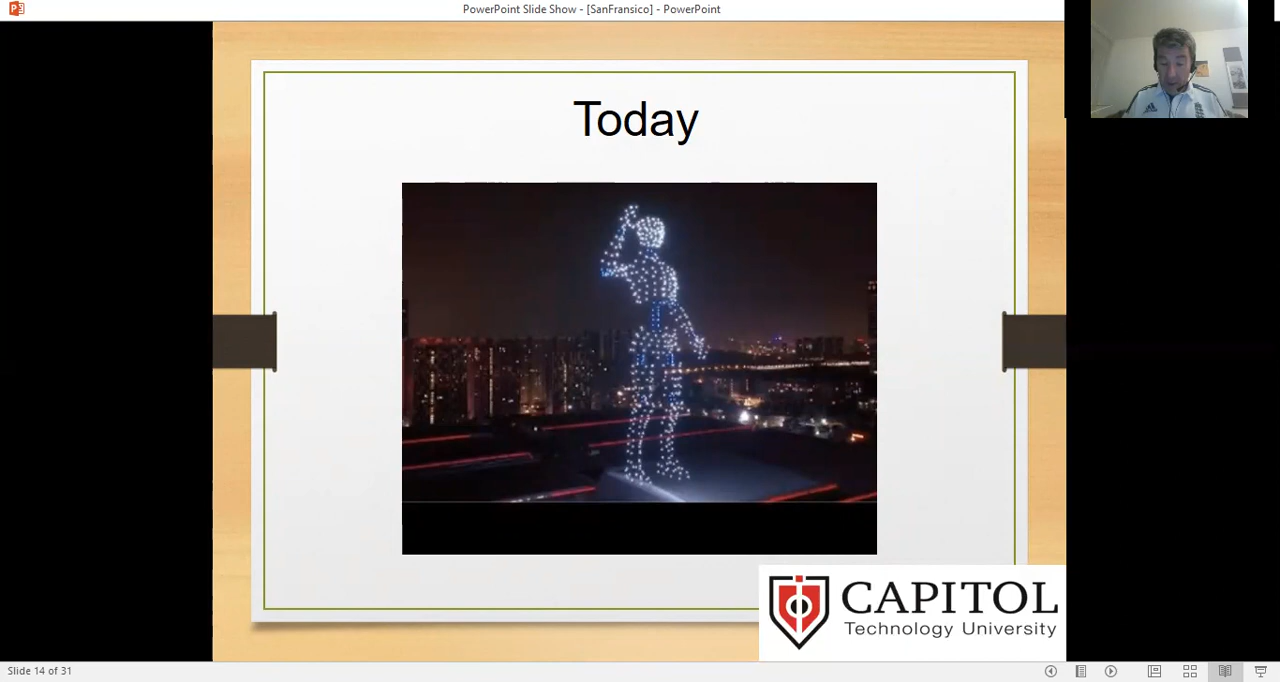 PowerPoint Slide Show - [SanFransico] - PowerPoint
Today
CAPITOL
Technology University
Slide 14 of 31